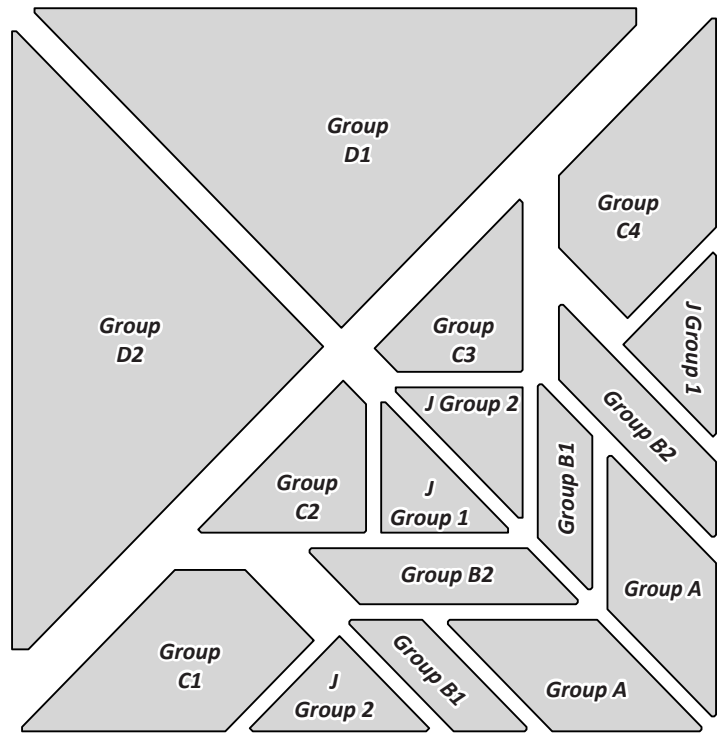 Group
D1
Group
C4
Group
D2
Group
C3
J Group 1
J Group 2
Group B2
Group B1
Group
C2
J
Group 1
Group B2
Group A
Group
C1
J
Group 2
Group B1
Group A